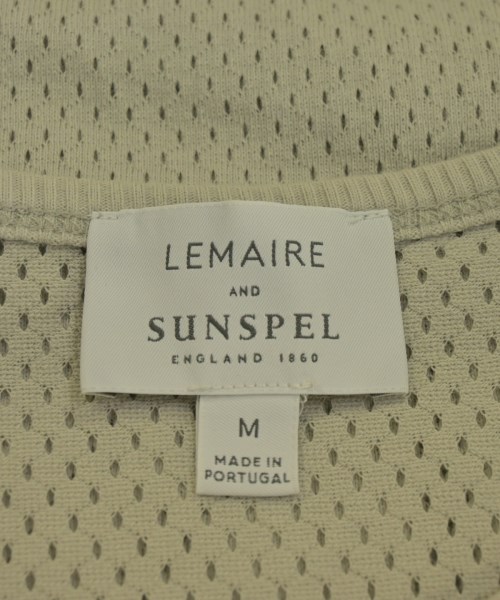 LEMAIRE
AND
SUNSPEL
ENGLAND 1860
M
MADE IN
PORTUGAL